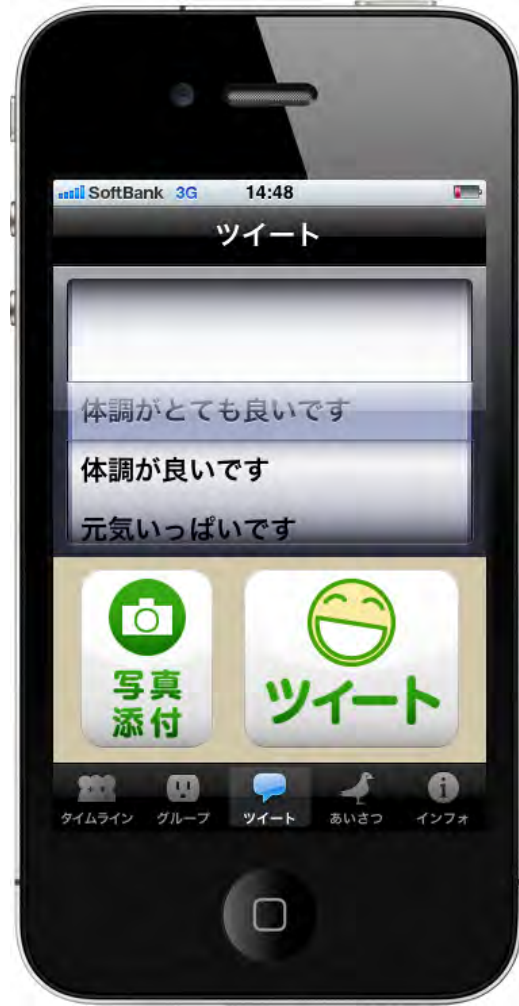 SoftBank 3G 14:48
ツイート
体調がとても良いです
体調が良いです
元気いっぱいです
写真
添付
ツイート
タイムライン グループ ツイート あいさつ インフォ